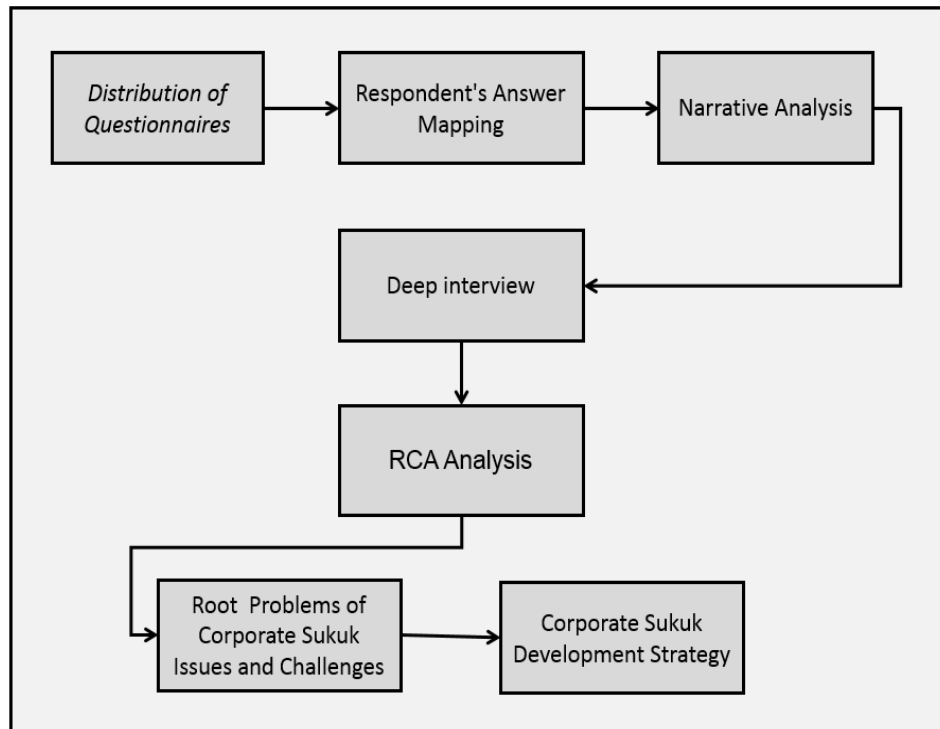 Distribution of
Questionnaires
Respondent's Answer
Mapping
Narrative Analysis
Deep interview
RCA Analysis
Root Problems of
Corporate Sukuk
Issues and Challenges
Corporate Sukuk
Development Strategy